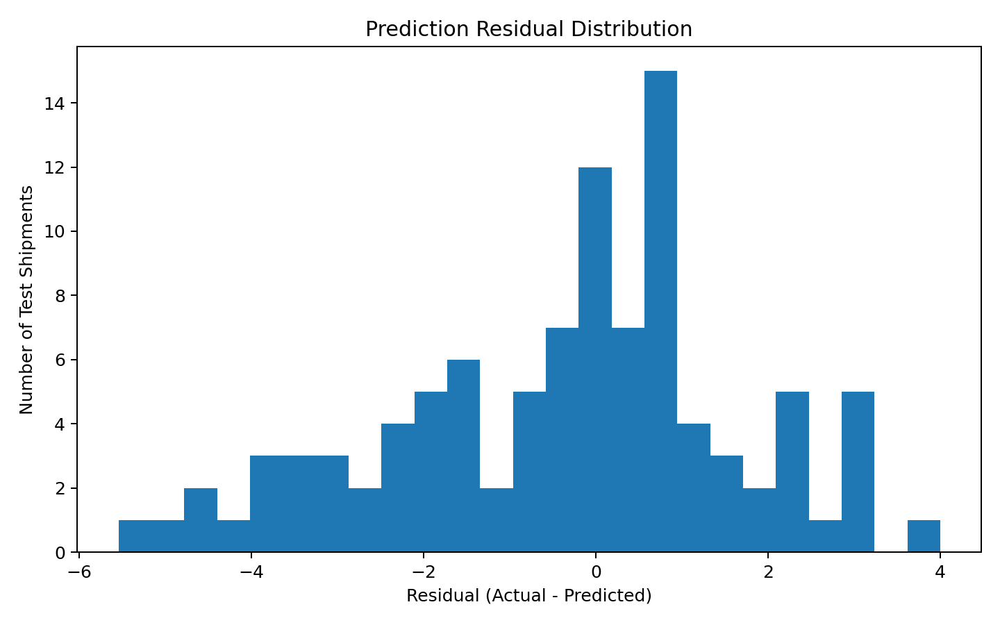 Prediction Residual Distribution
Number of Test Shipments
14
12
10
8
6
4
2
0
−6 −4 −2 0 2 4
Residual (Actual - Predicted)